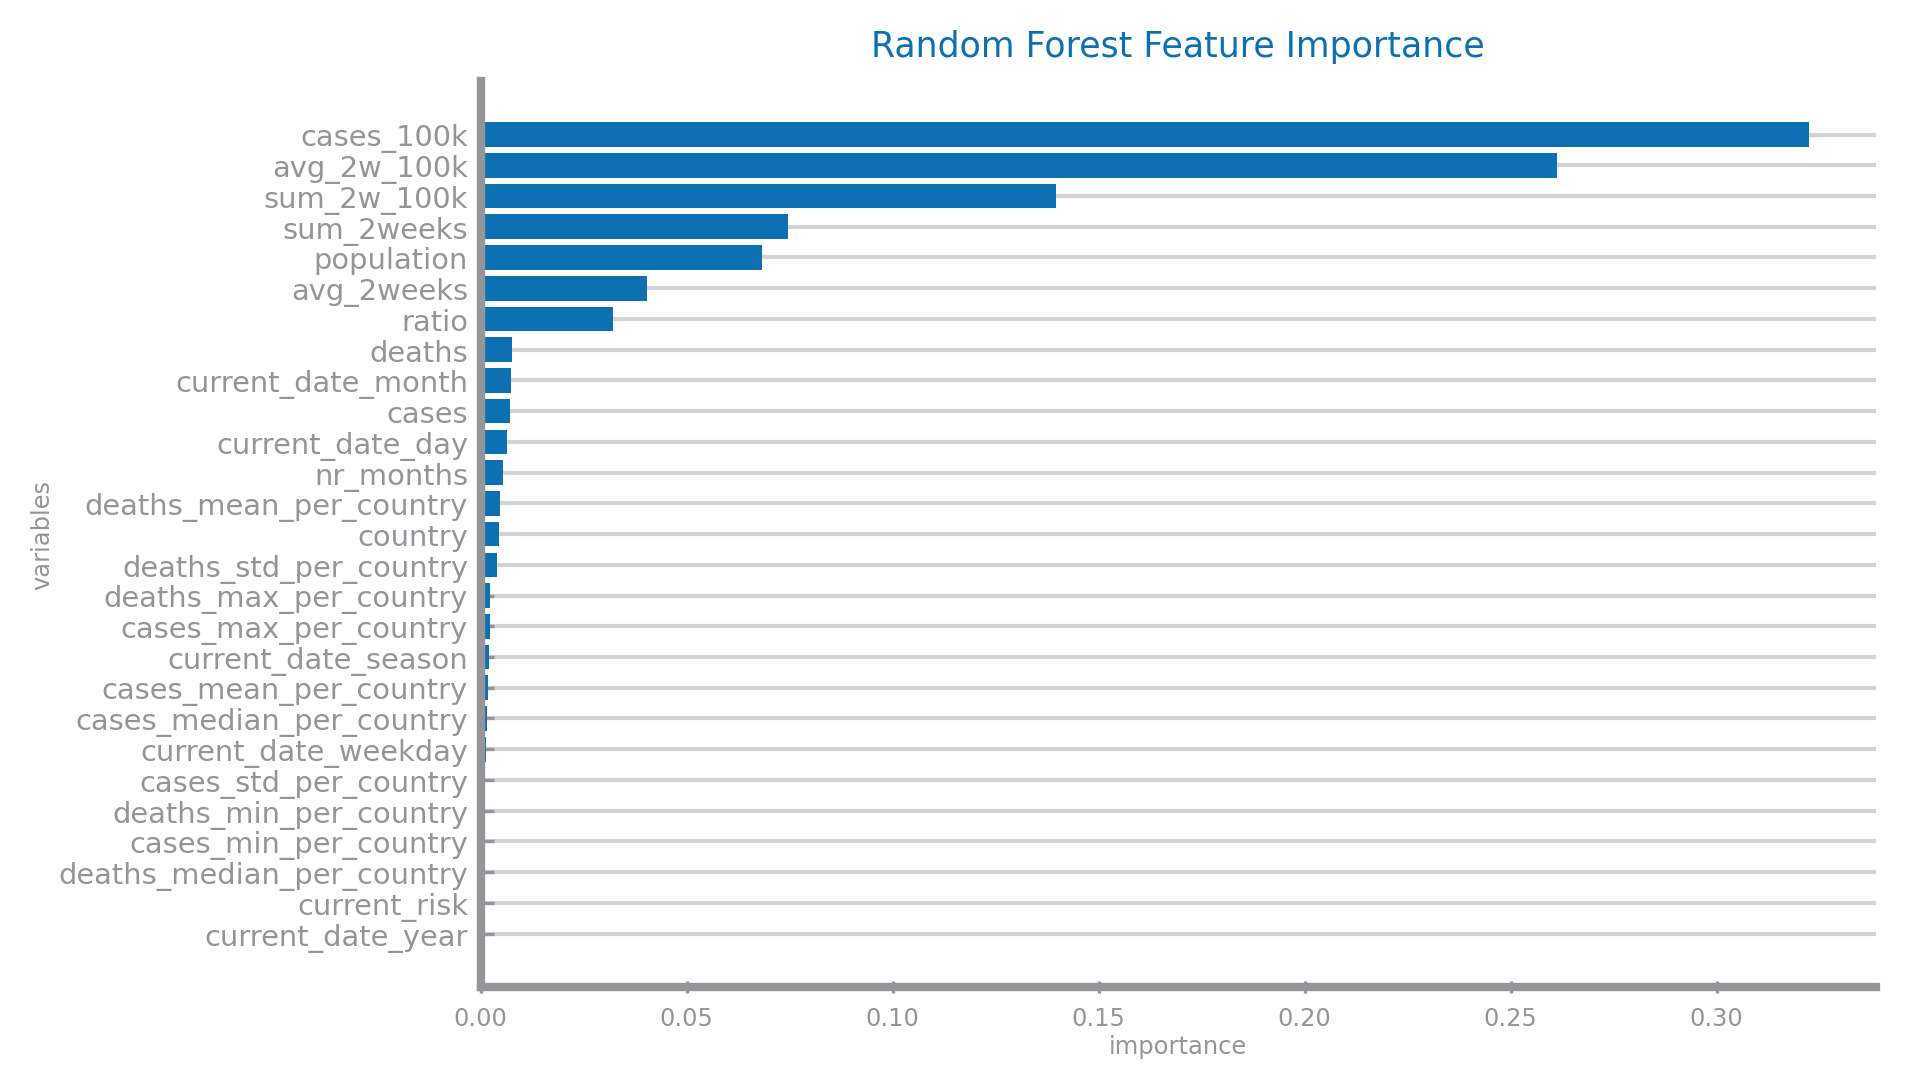 Random Forest Feature Importance
cases_100k
avg_2w_100k
sum_2w_100k
sum_2weeks
population
avg_2weeks
ratio
deaths
current_date_month
cases
current_date_day
nr_months
deaths_mean_per_country
country
deaths_std_per_country
deaths_max_per_country
cases_max_per_country
current_date_season
cases_mean_per_country
cases_median_per_country
current_date_weekday
cases_std_per_country
deaths_min_per_country
cases_min_per_country
deaths_median_per_country
current_risk
current_date_year
variables
0.00 0.05 0.10 0.15 0.20 0.25 0.30
importance